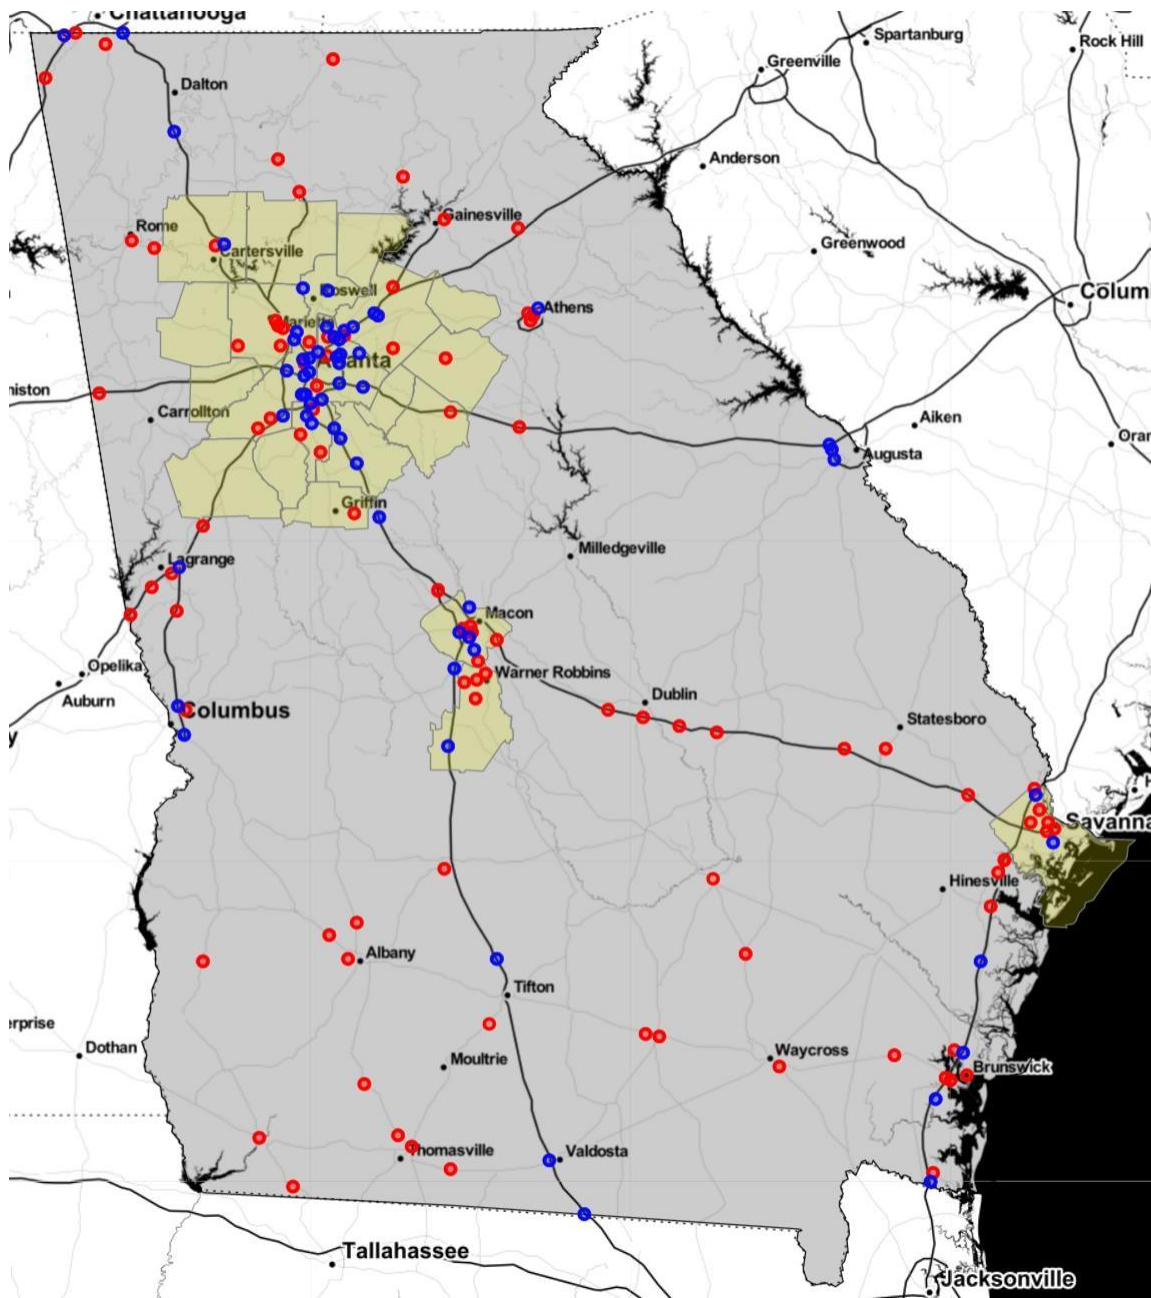 Chattanooga
Spartanburg
Rock Hill
Greenville
Dalton
Anderson
Gainesville
Rome
Greenwood
Cartersville
Colum
Roswell
Athens
Marietta
Atlanta
niston
Carrollton
Aiken
Oran
Augusta
Griffin
Milledgeville
Lagrange
Macon
Opelika
Warner Robbins
Auburn
Dublin
Columbus
Statesboro
y
H
Savanna
Hinesville
Albany
Tifton
erprise
Dothan
Moultrie
Waycross
Brunswick
Thomasville
Valdosta
Tallahassee
Jacksonville